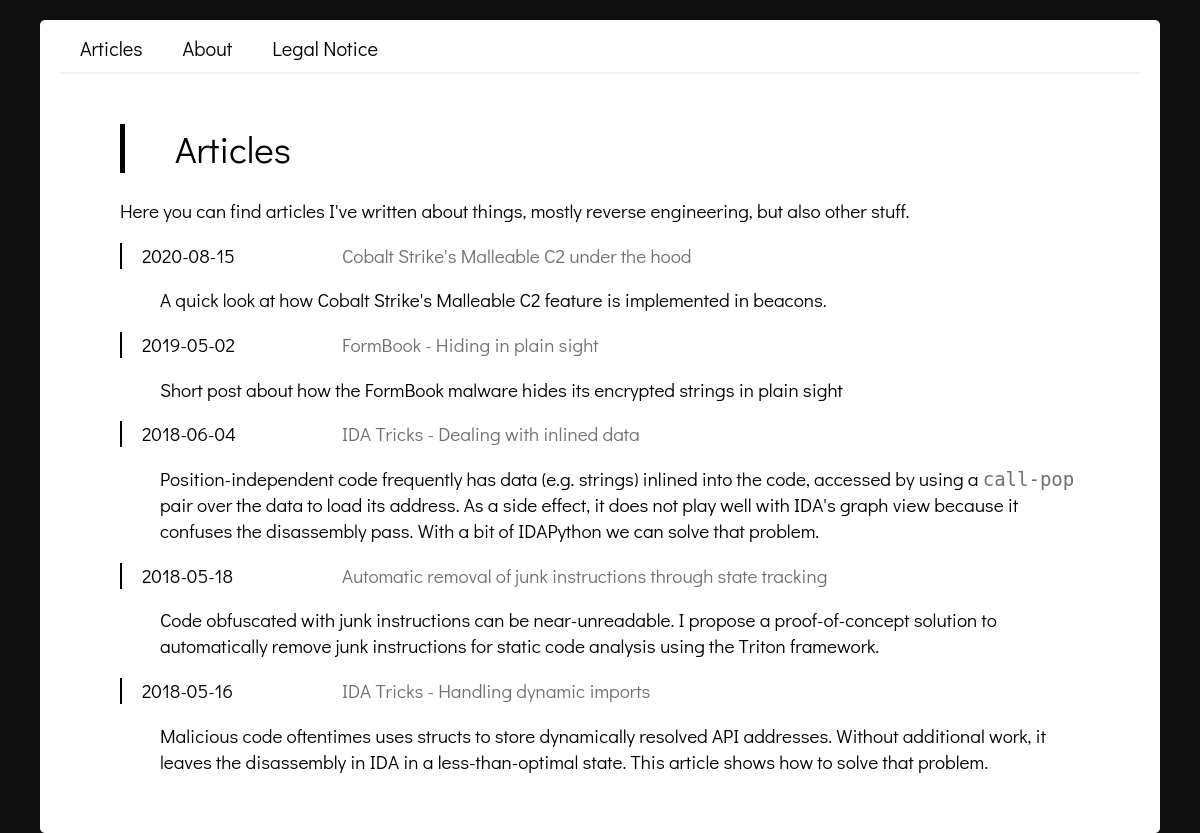 Articles About Legal Notice
Articles
Here you can find articles I've written about things, mostly reverse engineering, but also other stuff.
2020-08-15 Cobalt Strike's Malleable C2 under the hood
A quick look at how Cobalt Strike's Malleable C2 feature is implemented in beacons.
2019-05-02 FormBook - Hiding in plain sight
Short post about how the FormBook malware hides its encrypted strings in plain sight
2018-06-04 IDA Tricks - Dealing with inlined data
Position-independent code frequently has data (e.g. strings) inlined into the code, accessed by using a call-pop
pair over the data to load its address. As a side effect, it does not play well with IDA's graph view because it
confuses the disassembly pass. With a bit of IDAPython we can solve that problem.
2018-05-18 Automatic removal of junk instructions through state tracking
Code obfuscated with junk instructions can be near-unreadable. I propose a proof-of-concept solution to
automatically remove junk instructions for static code analysis using the Triton framework.
2018-05-16 IDA Tricks - Handling dynamic imports
Malicious code oftentimes uses structs to store dynamically resolved API addresses. Without additional work, it
leaves the disassembly in IDA in a less-than-optimal state. This article shows how to solve that problem.